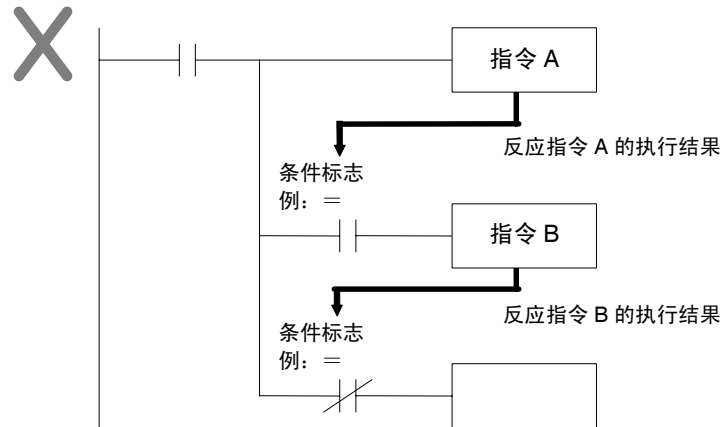 指令 A
反应指令 A 的执行结果
条件标志
例：＝
指令 B
反应指令 B 的执行结果
条件标志
例：＝